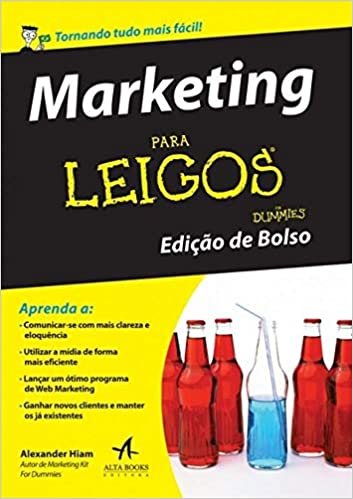 Tornando tudo mais fácil!
Marketing
PARA
LEIGOS
FOR
DUMMIES
Edição de Bolso
Aprenda a:
• Comunicar-se com mais clareza e
eloquência
• Utilizar a mídia de forma
mais eficiente
• Lançar um ótimo programa
de Web Marketing
• Ganhar novos clientes e manter
os já existentes
Alexander Hiam
Autor de Marketing Kit
For Dummies
ALTA BOOKS
EDITORA